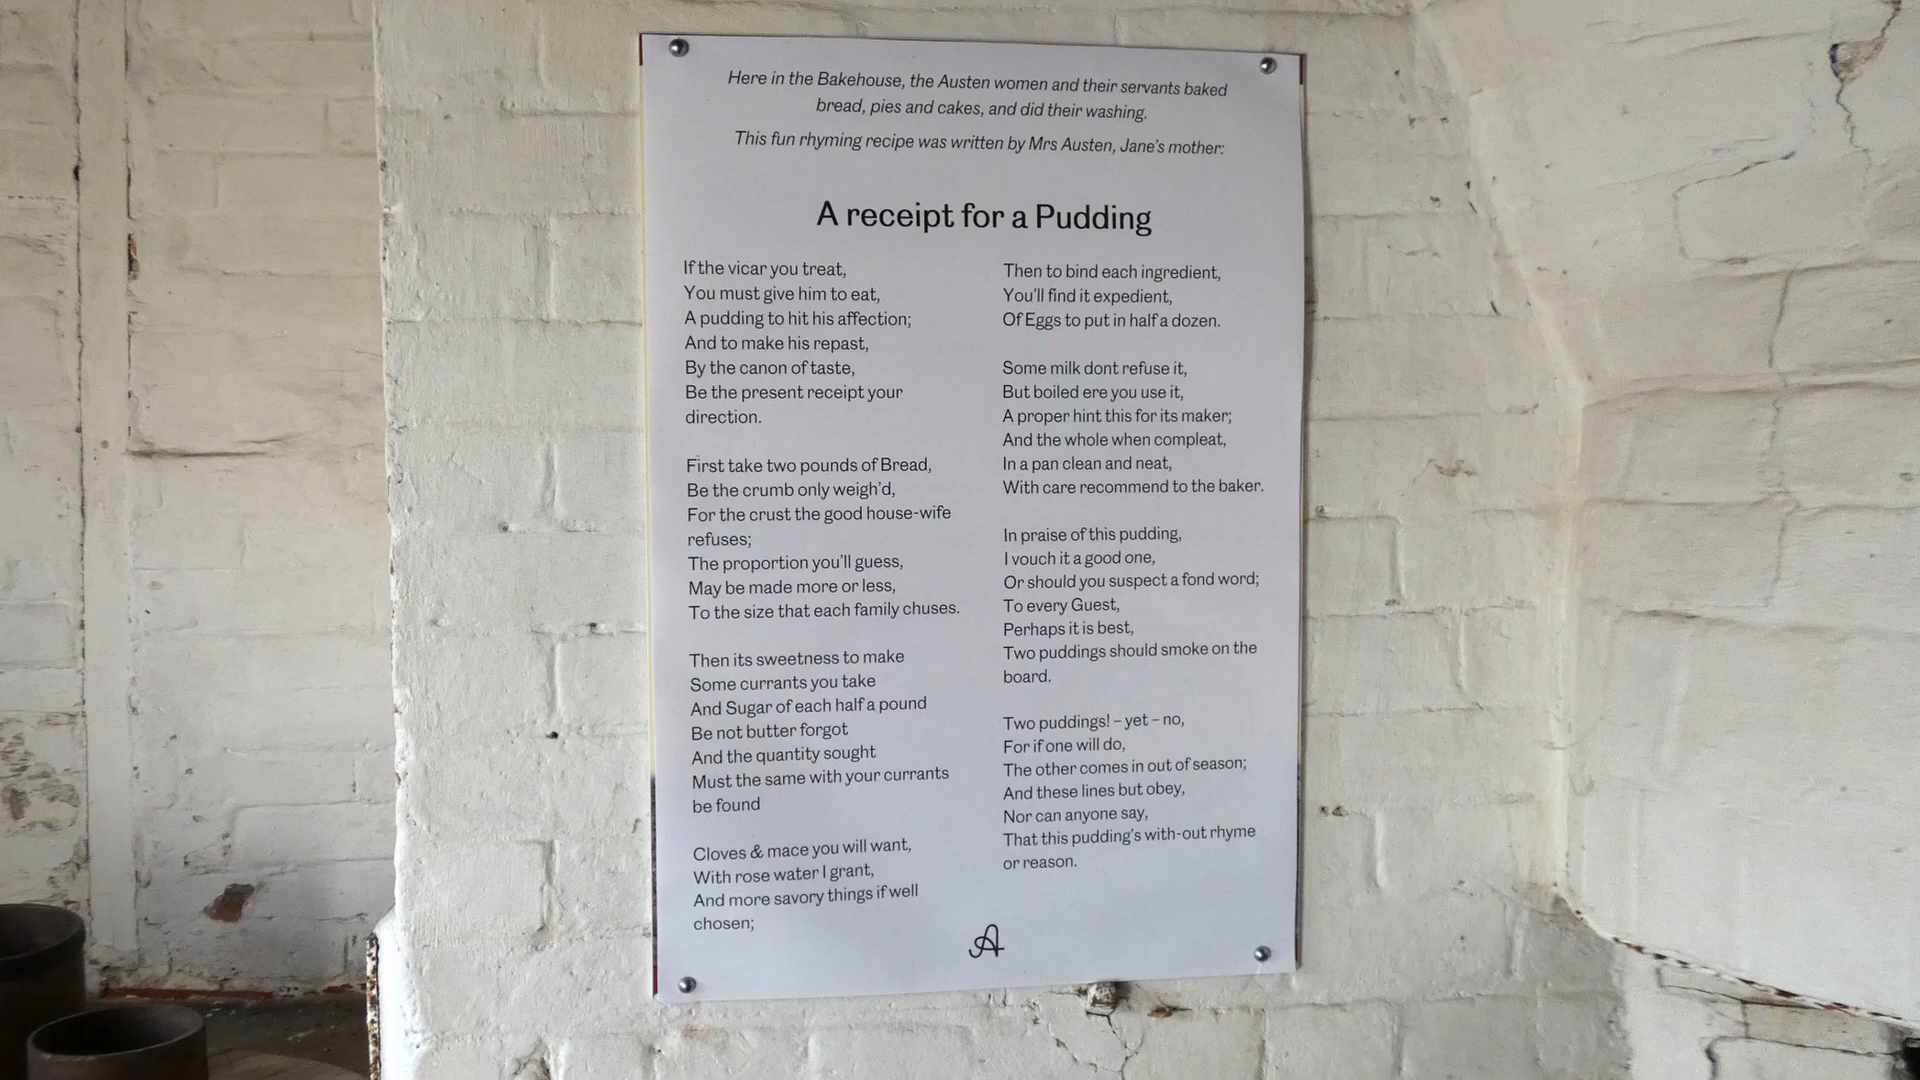 Here in the Bakehouse, the Austen women and their servants baked
bread, pies and cakes, and did their washing.
This fun rhyming recipe was written by Mrs Austen, Jane's mother:
A receipt for a Pudding
If the vicar you treat,
You must give him to eat,
A pudding to hit his affection;
And to make his repast,
By the canon of taste,
Be the present receipt your
direction.
First take two pounds of Bread,
Be the crumb only weigh'd,
For the crust the good house-wife
refuses;
The proportion you'll guess,
May be made more or less,
To the size that each family chuses.
Then its sweetness to make
Some currants you take
And Sugar of each half a pound
Be not butter forgot
And the quantity sought
Must the same with your currants
be found
Cloves & mace you will want,
With rose water I grant,
And more savory things if well
chosen;
Then to bind each ingredient,
You'll find it expedient,
Of Eggs to put in half a dozen.
Some milk dont refuse it,
But boiled ere you use it,
A proper hint this for its maker;
And the whole when compleat,
In a pan clean and neat,
With care recommend to the baker.
In praise of this pudding,
I vouch it a good one,
Or should you suspect a fond word;
To every Guest,
Perhaps it is best,
Two puddings should smoke on the
board.
Two puddings! – yet – no,
For if one will do,
The other comes in out of season;
And these lines but obey,
Nor can anyone say,
That this pudding's with-out rhyme
or reason.
A